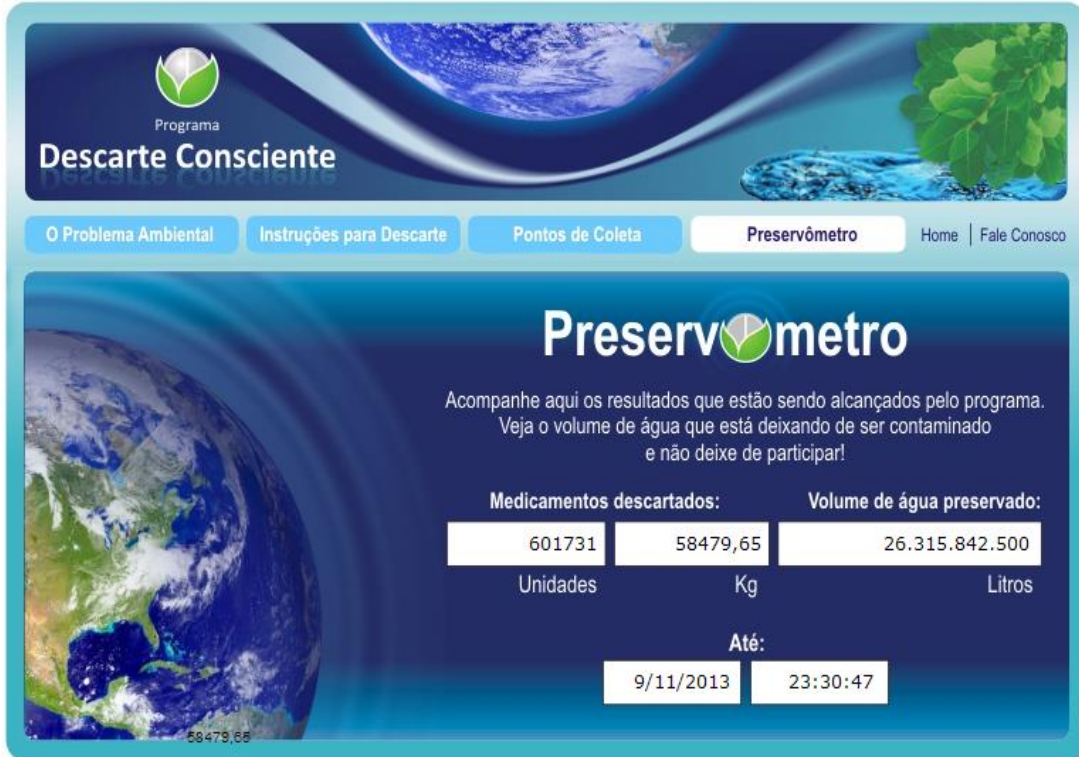 Programa
Descarte Consciente
O Problema Ambiental
Instruções para Descarte
Pontos de Coleta
Preservômetro
Home | Fale Conosco
Preservometro
Acompanhe aqui os resultados que estão sendo alcançados pelo programa.
Veja o volume de água que está deixando de ser contaminado
e não deixe de participar!
Medicamentos descartados: Volume de água preservado:
601731 58479,65 26.315.842.500
Unidades Kg Litros
Até:
9/11/2013 23:30:47
58479,65